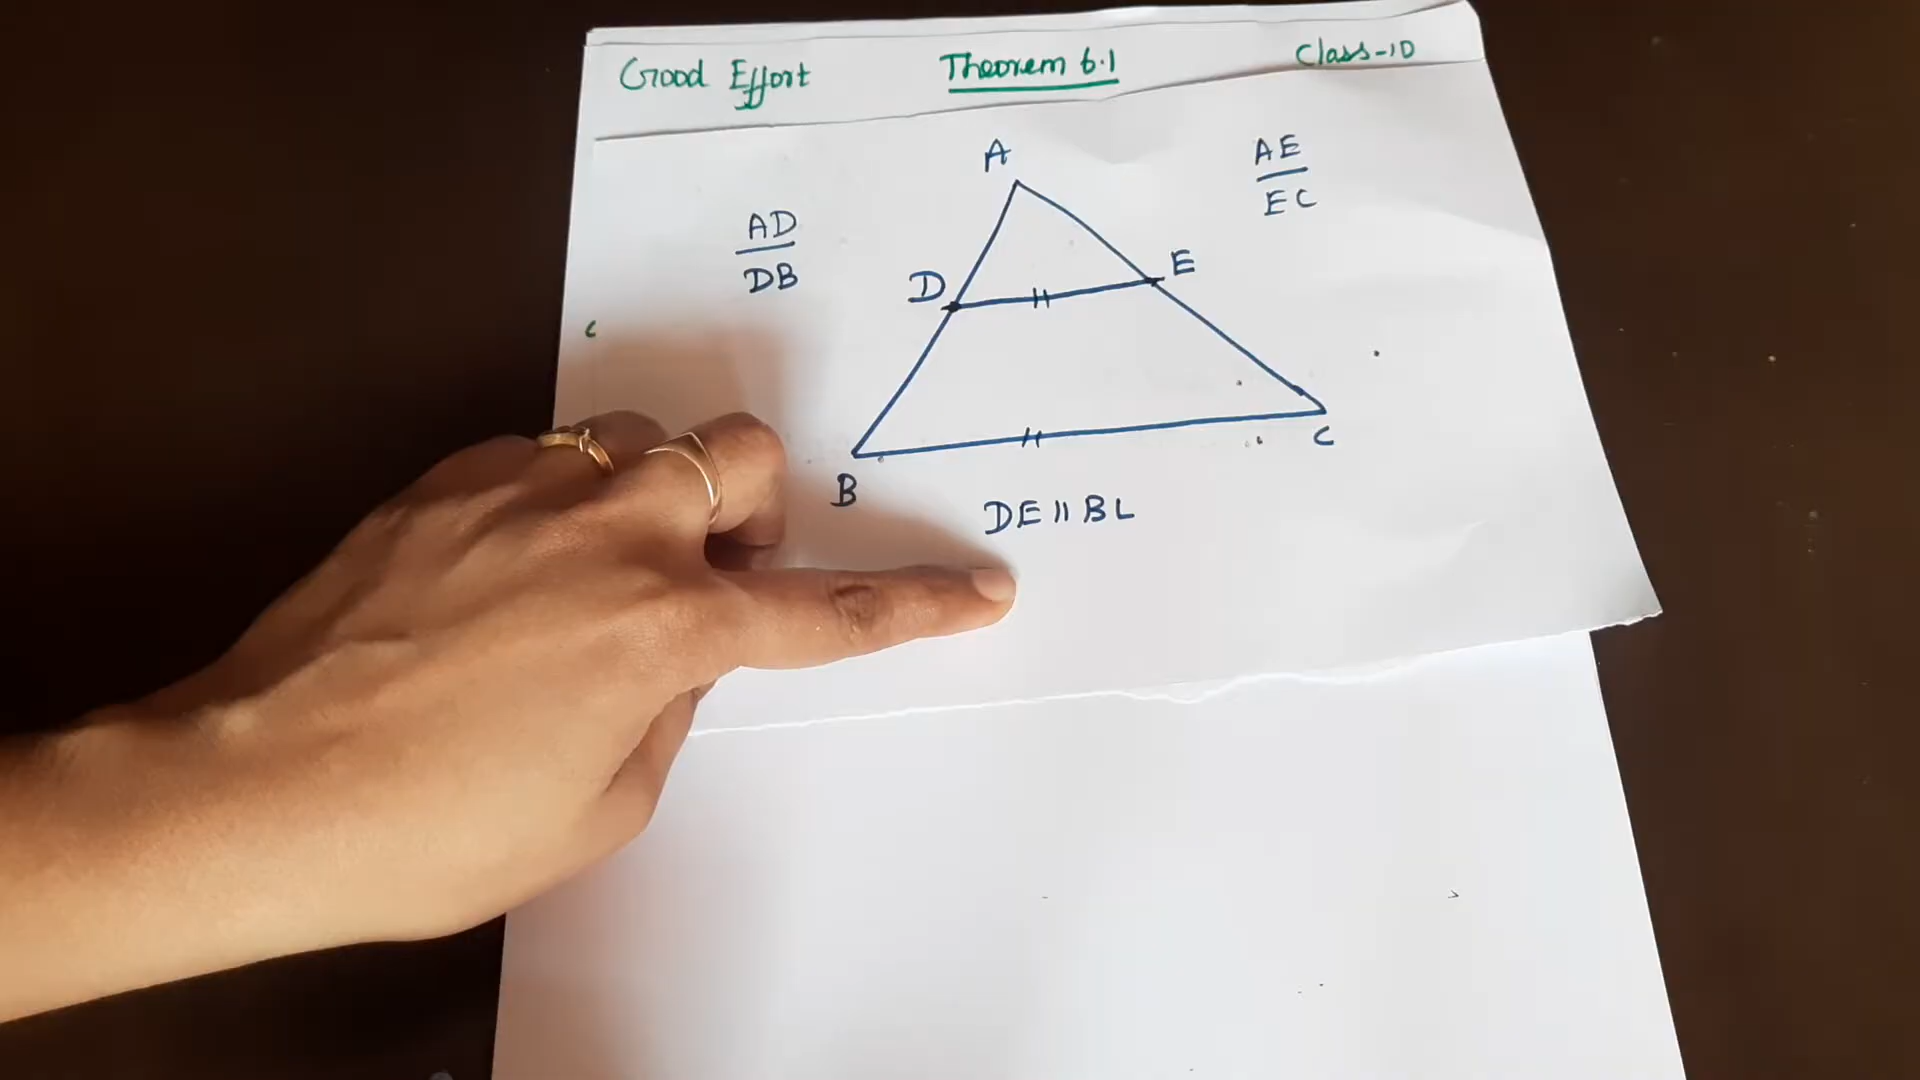 Good Effort
Theorem 6.1
Class-10
A
AE
EC
AD
DB
D
E
B
C
DE || BL